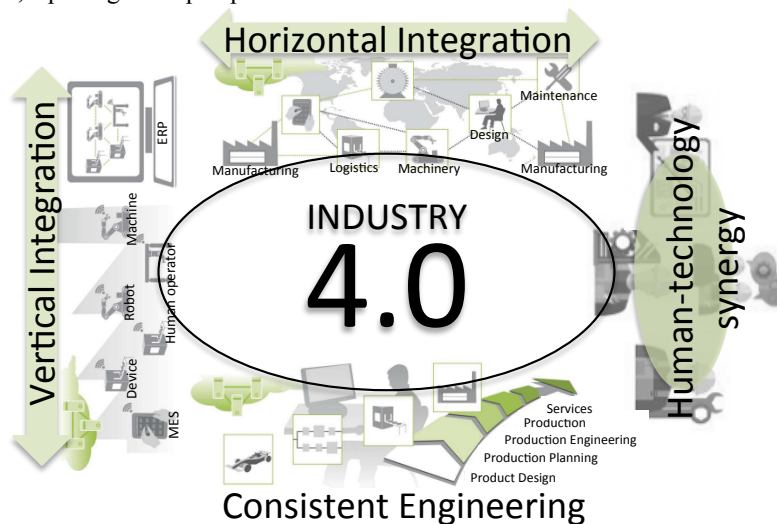 Horizontal Integration
Maintenance
Design
Manufacturing
Logistics
Machinery
Manufacturing
Vertical Integration
ERP
Machine
Human operator
Robot
Device
MES
INDUSTRY
4.0
Human-technology
synergy
Services
Production
Production Engineering
Production Planning
Product Design
Consistent Engineering